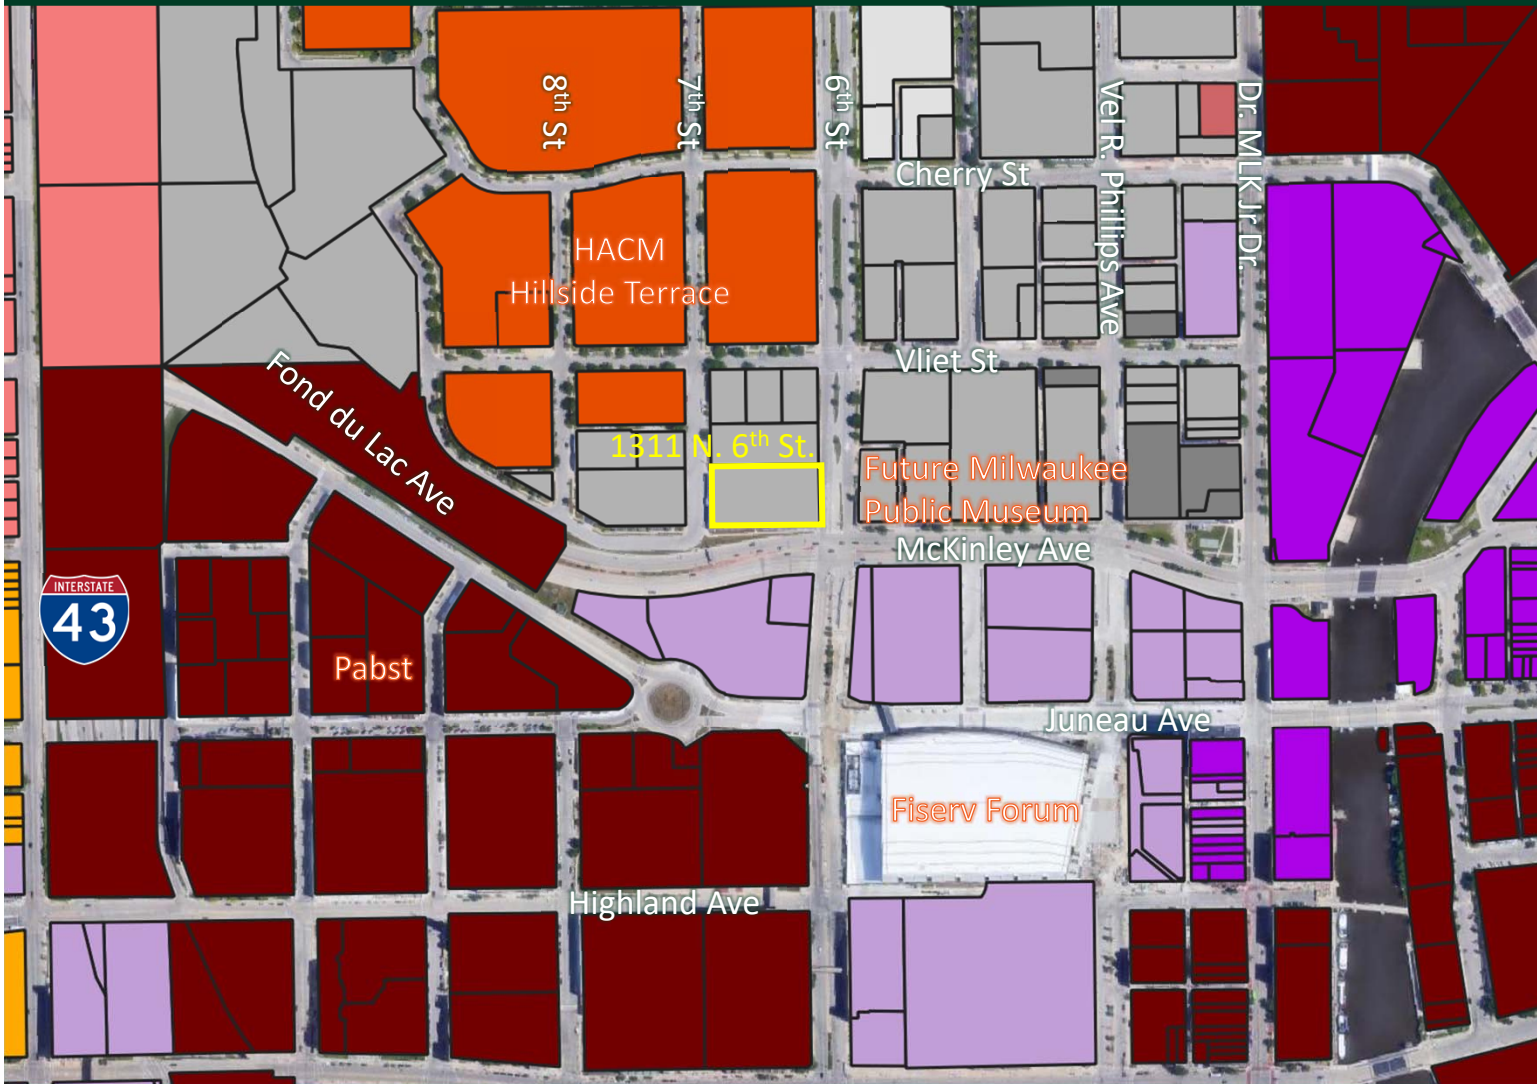 8th St
7th St
6th St
Vel R. Phillips Ave
Dr. MLK Jr Dr.
Cherry St
HACM
Hillside Terrace
Vliet St
Fond du Lac Ave
1311 N. 6th St.
Future Milwaukee
Public Museum
McKinley Ave
INTERSTATE
43
Pabst
Juneau Ave
Fiserv Forum
Highland Ave